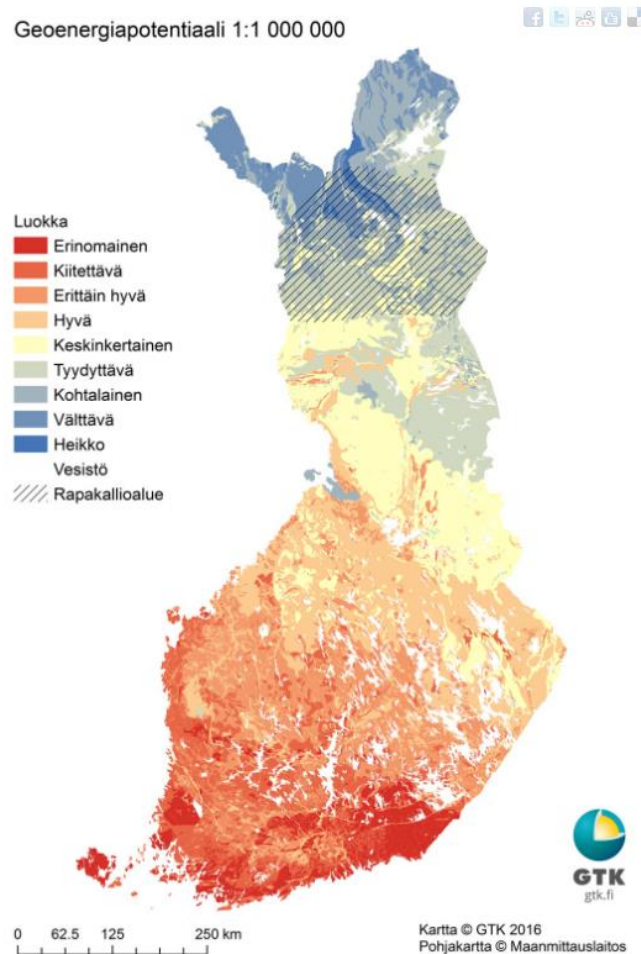 Geoenergiapotentiaali 1:1 000 000
Luokka
Erinomainen
Kiitettävä
Erittäin hyvä
Hyvä
Keskinkertainen
Tyydyttävä
Kohtalainen
Välttävä
Heikko
Vesistö
Rapakallioalue
GTK
gtk.fi
0 62.5 125 250 km
Kartta © GTK 2016
Pohjakartta © Maanmittauslaitos